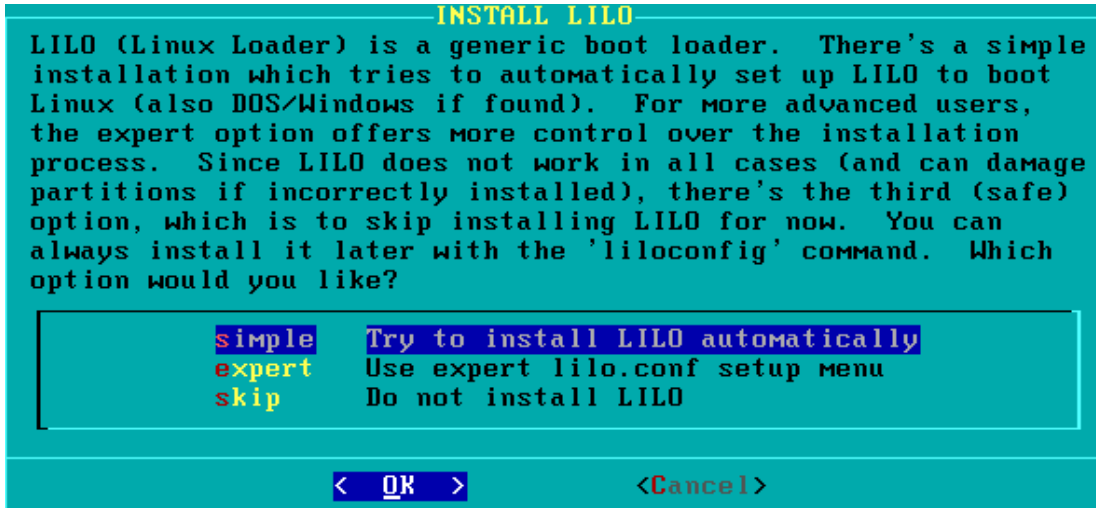 INSTALL LILO
LILO (Linux Loader) is a generic boot loader.  There's a simple
installation which tries to automatically set up LILO to boot
Linux (also DOS/Windows if found).  For more advanced users,
the expert option offers more control over the installation
process.  Since LILO does not work in all cases (and can damage
partitions if incorrectly installed), there's the third (safe)
option, which is to skip installing LILO for now.  You can
always install it later with the 'liloconfig' command.  Which
option would you like?
simple  Try to install LILO automatically
expert  Use expert lilo.conf setup menu
skip  Do not install LILO
< OK >  <Cancel>